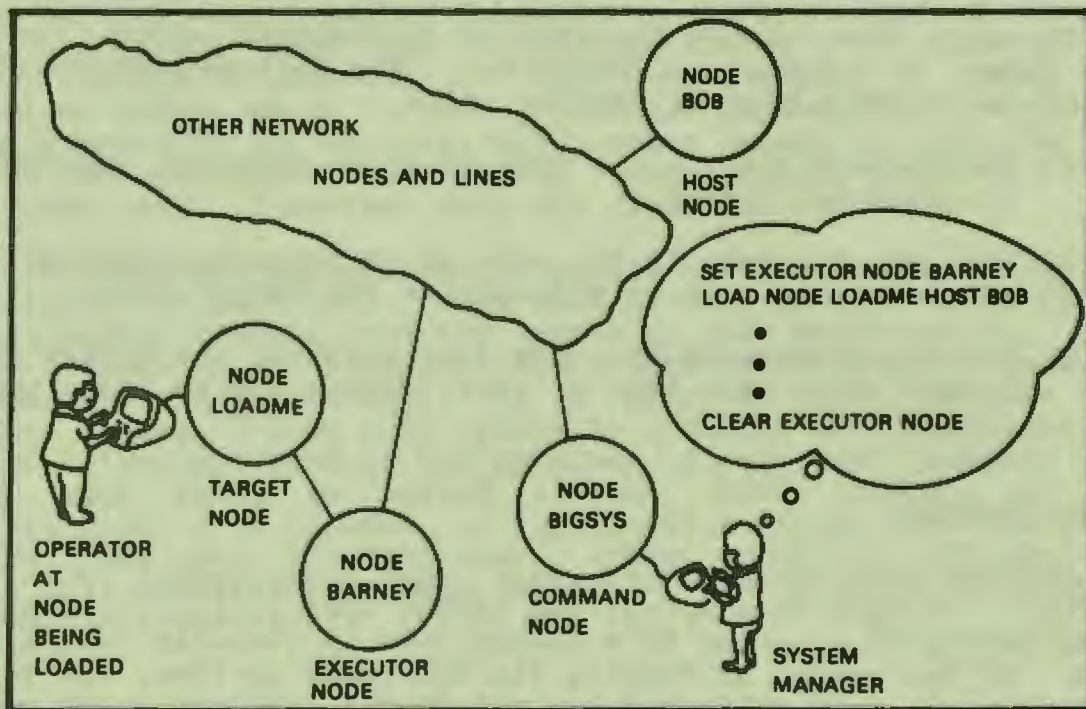 NODE
BOB
OTHER NETWORK
NODES AND LINES
HOST
NODE
SET EXECUTOR NODE BARNEY
LOAD NODE LOADME HOST BOB
CLEAR EXECUTOR NODE
NODE
LOADME
TARGET
NODE
OPERATOR
AT
NODE
BEING
LOADED
NODE
BARNEY
EXECUTOR
NODE
NODE
BIGSYS
COMMAND
NODE
SYSTEM
MANAGER